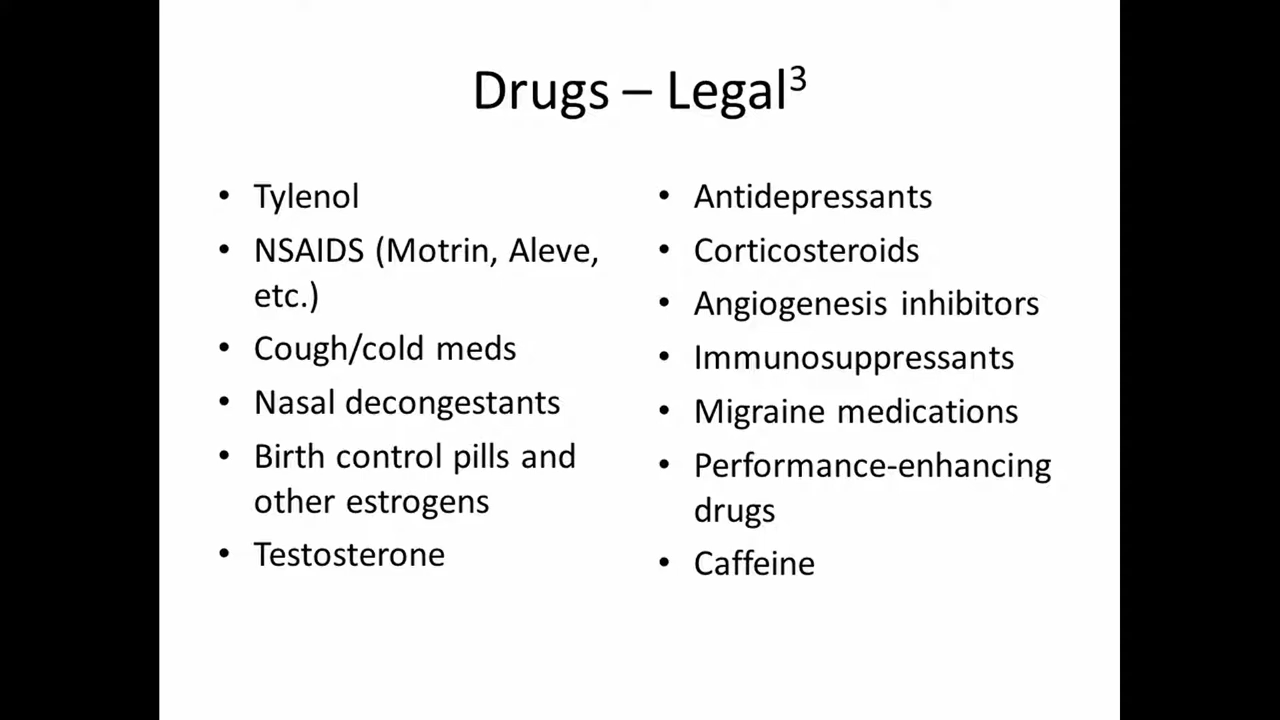 Drugs – Legal³
• Tylenol
• NSAIDS (Motrin, Aleve,
etc.)
• Cough/cold meds
• Nasal decongestants
• Birth control pills and
other estrogens
• Testosterone
• Antidepressants
• Corticosteroids
• Angiogenesis inhibitors
• Immunosuppressants
• Migraine medications
• Performance-enhancing
drugs
• Caffeine